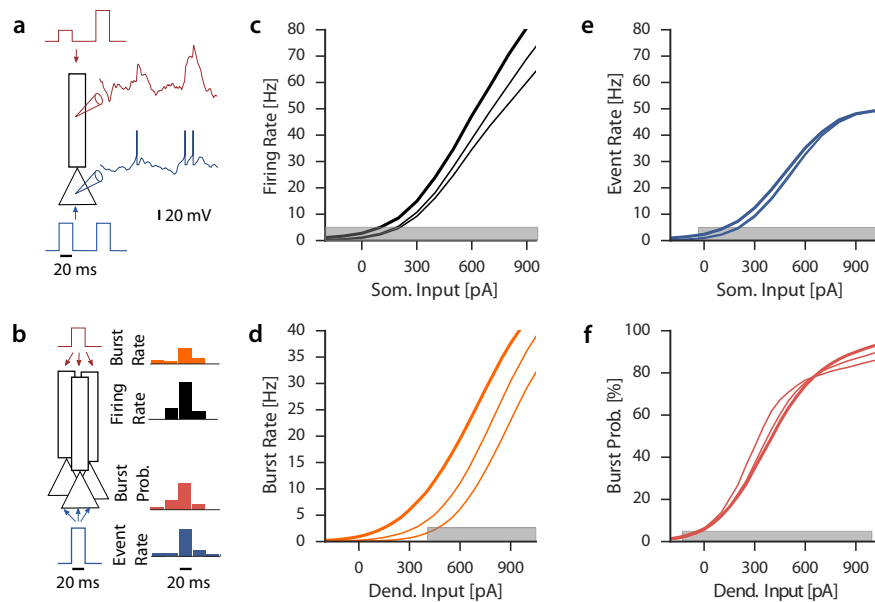 a
20 mV
20 ms
b
Burst
Rate
Firing
Rate
Burst
Prob.
Event
Rate
20 ms
20 ms
c
Firing Rate [Hz]
80
70
60
50
40
30
20
10
0
0
300
600
900
Som. Input [pA]
d
Burst Rate [Hz]
40
35
30
25
20
15
10
5
0
0
300
600
900
Dend. Input [pA]
e
Event Rate [Hz]
80
70
60
50
40
30
20
10
0
0
300
600
900
Som. Input [pA]
f
Burst Prob. [%]
100
80
60
40
20
0
0
300
600
900
Dend. Input [pA]